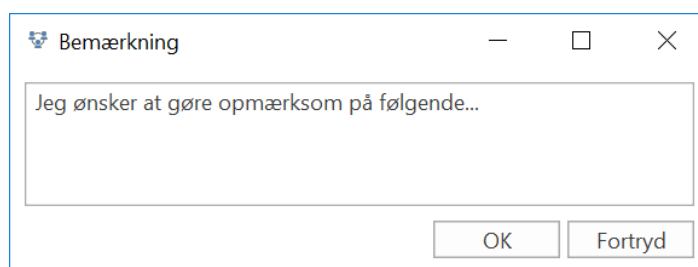 Bemærkning
Jeg ønsker at gøre opmærksom på følgende...
OK
Fortryd